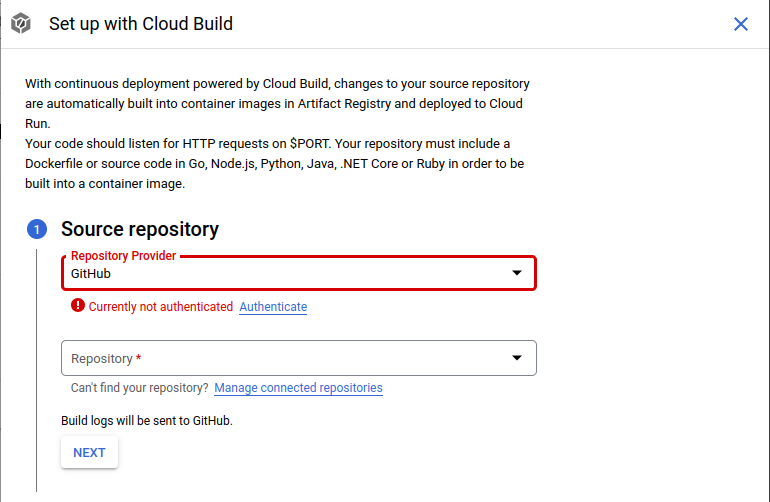 Set up with Cloud Build
With continuous deployment powered by Cloud Build, changes to your source repository
are automatically built into container images in Artifact Registry and deployed to Cloud
Run.
Your code should listen for HTTP requests on $PORT. Your repository must include a
Dockerfile or source code in Go, Node.js, Python, Java, .NET Core or Ruby in order to be
built into a container image.
1 Source repository
Repository Provider
GitHub
Currently not authenticated Authenticate
Repository *
Can't find your repository? Manage connected repositories
Build logs will be sent to GitHub.
NEXT